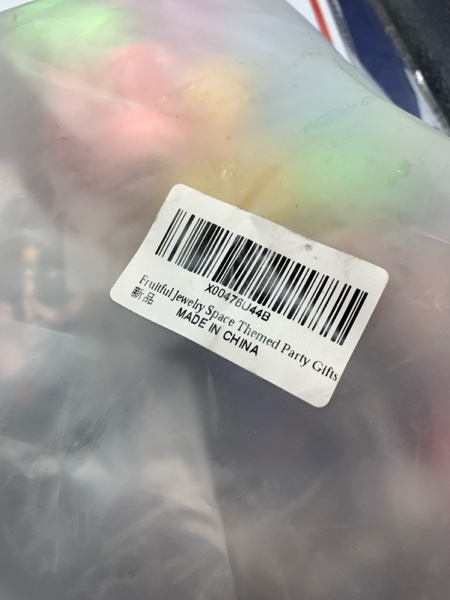 X00476U44B
Fruitful Jewelry Space Themed Party Gifts
新品
MADE IN CHINA